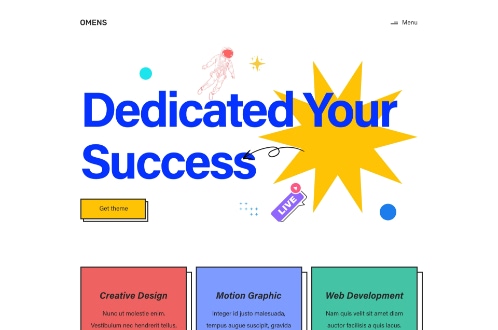 OMENS
Menu
Dedicated Your
Success
Get theme
LIVE
Creative Design
Motion Graphic
Web Development
Nunc ut molestie enim.
Integer id justo malesuada,
Nam quis velit sit amet diam
Vestibulum nec hendrerit tellus.
tempus augue suscipit, gravida
auctor facilisis a quis lacus.